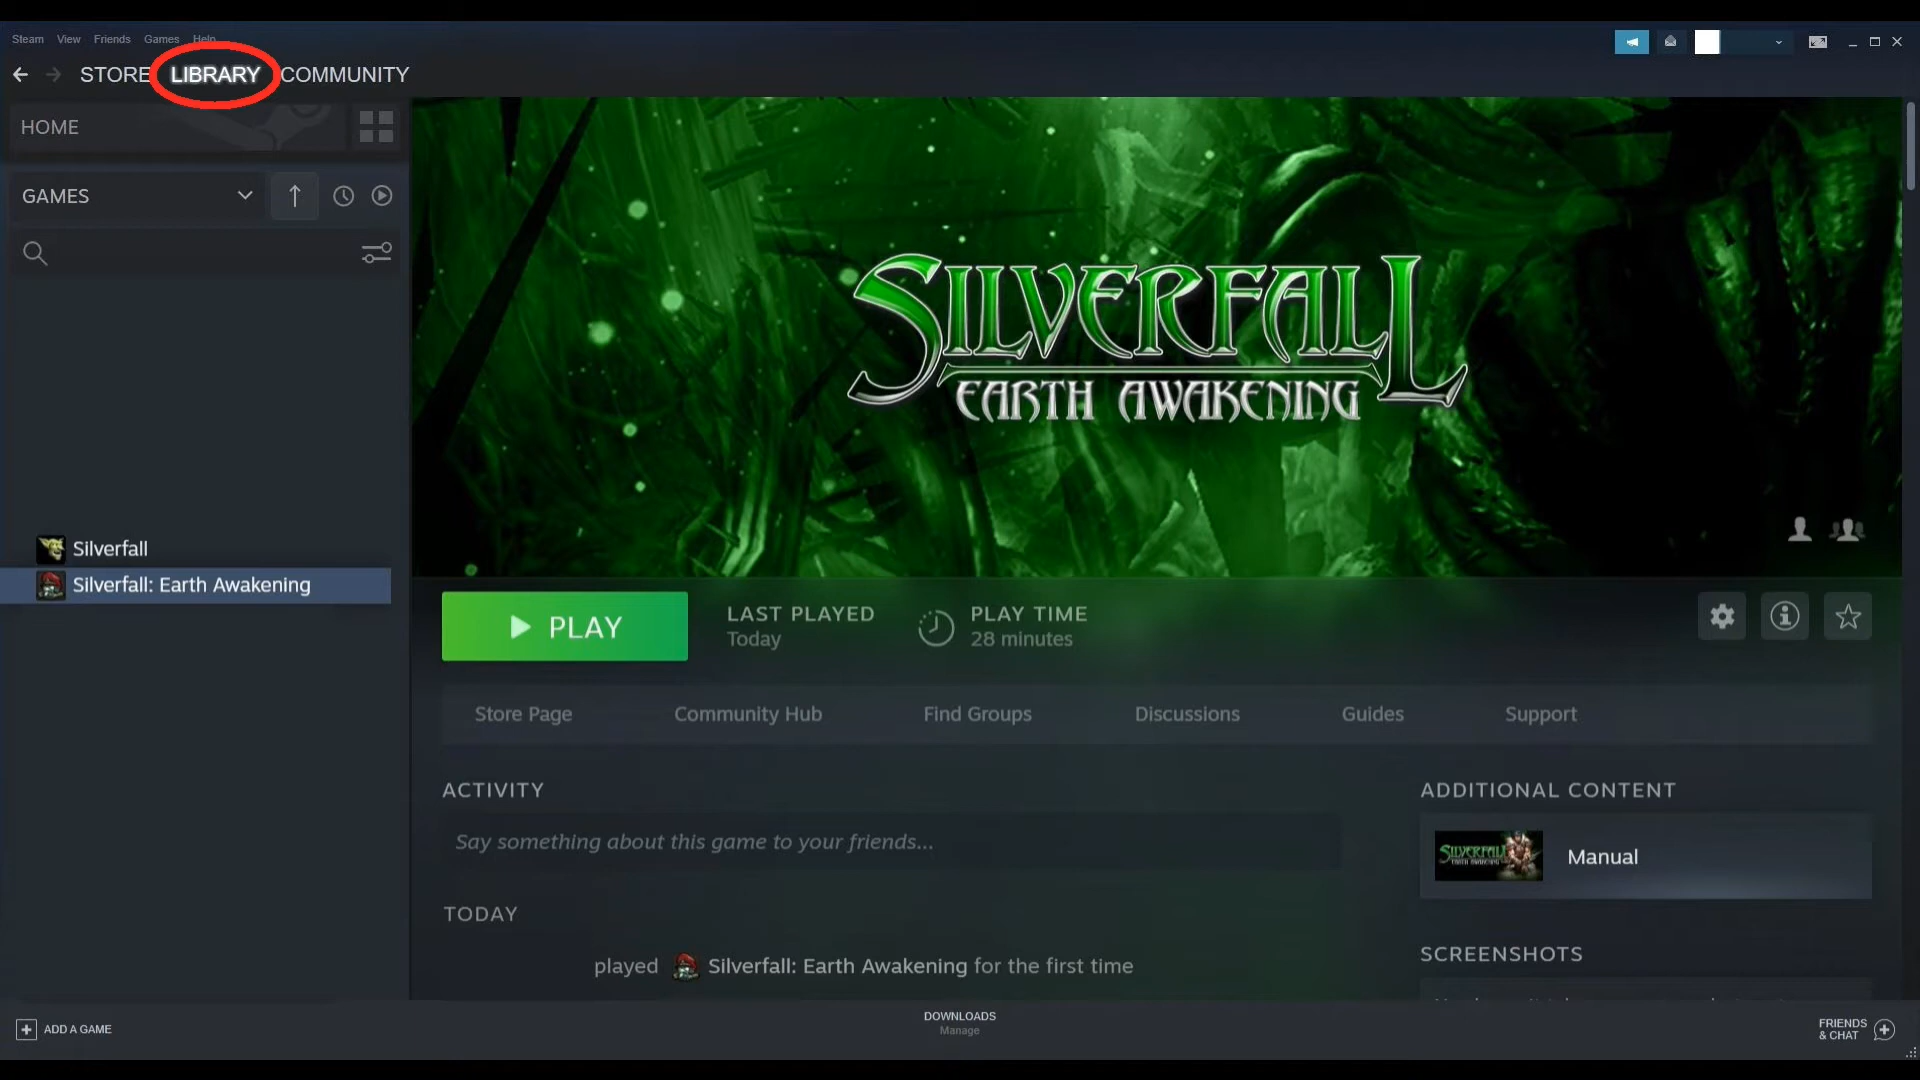 Steam View Friends Games Help
STORE LIBRARY COMMUNITY
HOME
GAMES
Silverfall
Silverfall: Earth Awakening
SILVERFALL
EARTH AWAKENING
PLAY
LAST PLAYED
Today
PLAY TIME
28 minutes
Store Page Community Hub Find Groups Discussions Guides Support
ACTIVITY
Say something about this game to your friends...
TODAY
played Silverfall: Earth Awakening for the first time
ADDITIONAL CONTENT
SILVERFALL
EARTH AWAKENING
Manual
SCREENSHOTS
ADD A GAME
DOWNLOADS
Manage
FRIENDS
& CHAT